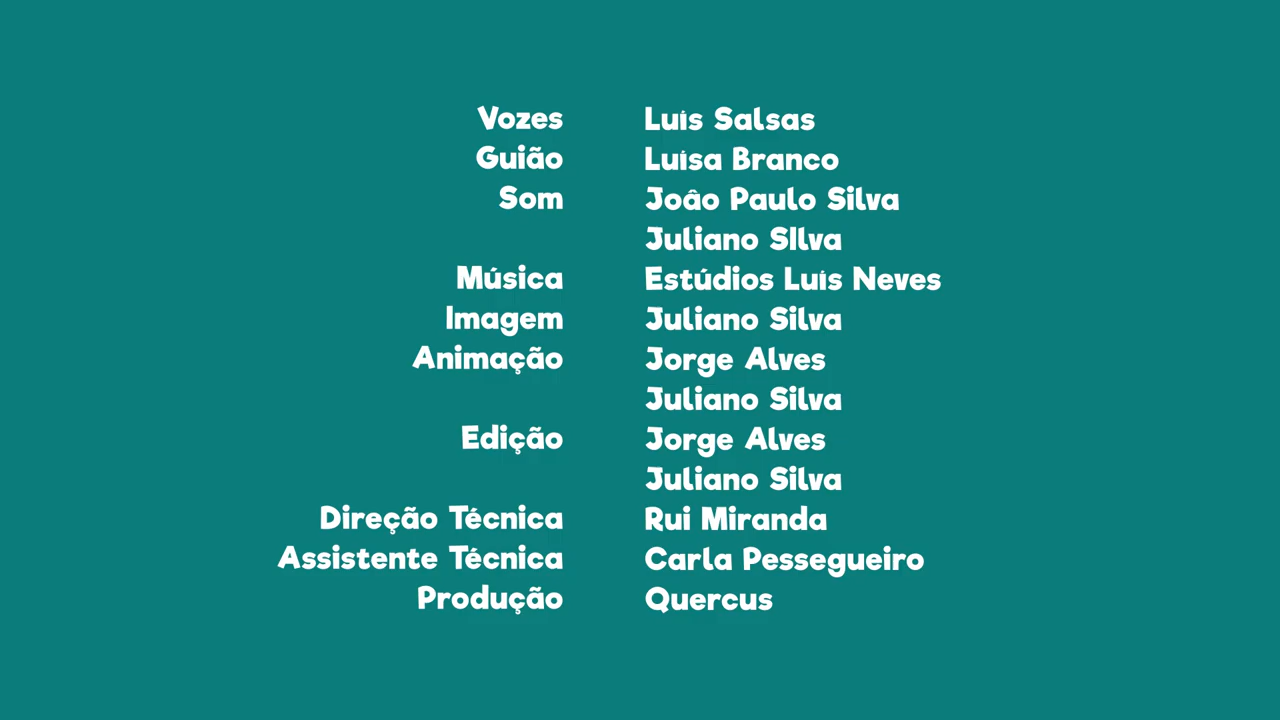 Vozes Luís Salsas
Guião Luísa Branco
Som Joâo Paulo Silva
Juliano SIlva
Música Estúdios Luís Neves
Imagem Juliano Silva
Animação Jorge Alves
Juliano Silva
Edição Jorge Alves
Juliano Silva
Direção Técnica Rui Miranda
Assistente Técnica Carla Pessegueiro
Produção Quercus